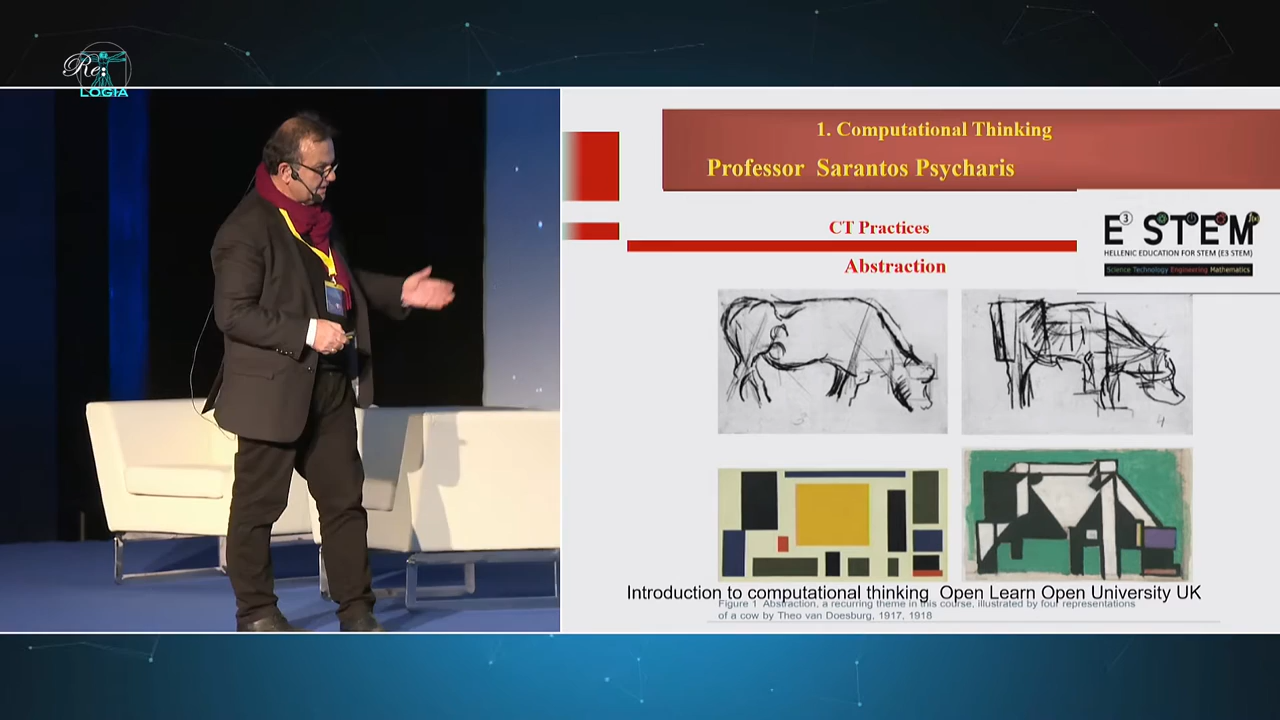 Re:
LOGIA
1. Computational Thinking
Professor Sarantos Psycharis
CT Practices
Abstraction
E3 STEM
HELLENIC EDUCATION FOR STEM (E3 STEM)
Science Technology Engineering Mathematics
Introduction to computational thinking Open Learn Open University UK
Figure 1 Abstraction, a recurring theme in this course, illustrated by four representations
of a cow by Theo van Doesburg, 1917, 1918